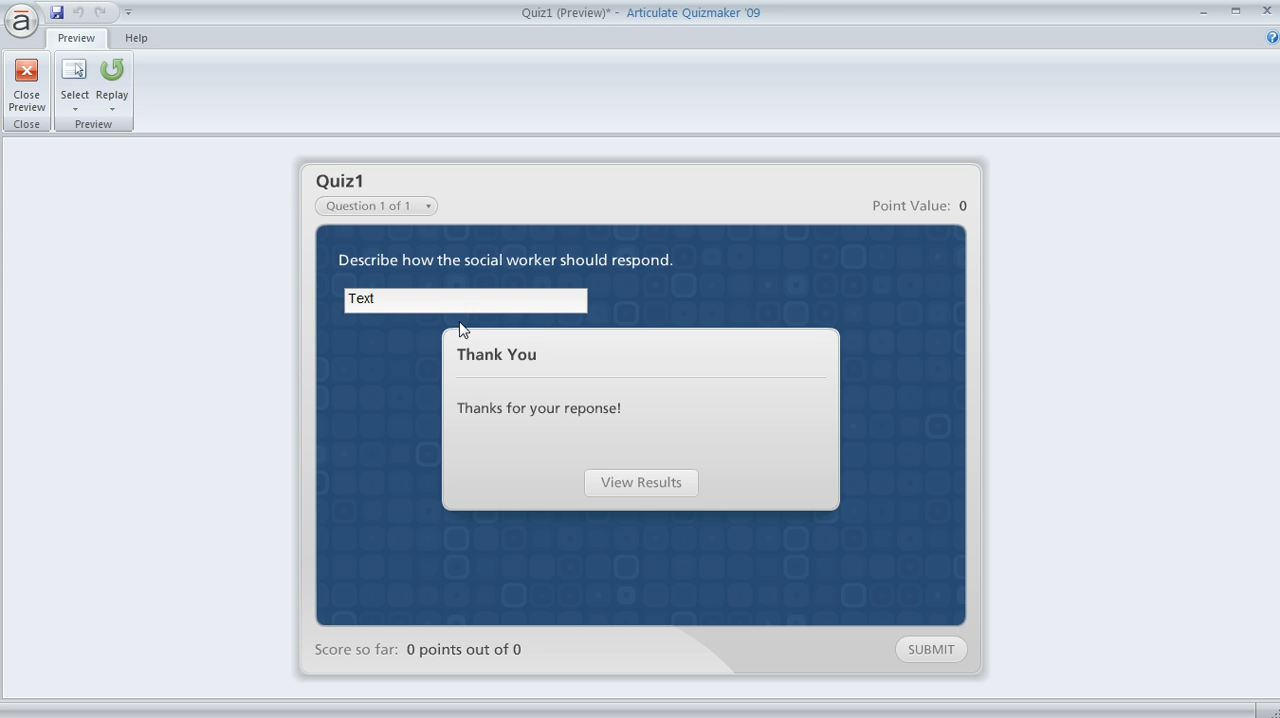 Quiz1 (Preview)* - Articulate Quizmaker '09
Preview Help
Close Preview
Select
Replay
Close
Preview
Quiz1
Question 1 of 1
Point Value: 0
Describe how the social worker should respond.
Text
Thank You
Thanks for your reponse!
View Results
Score so far: 0 points out of 0
SUBMIT